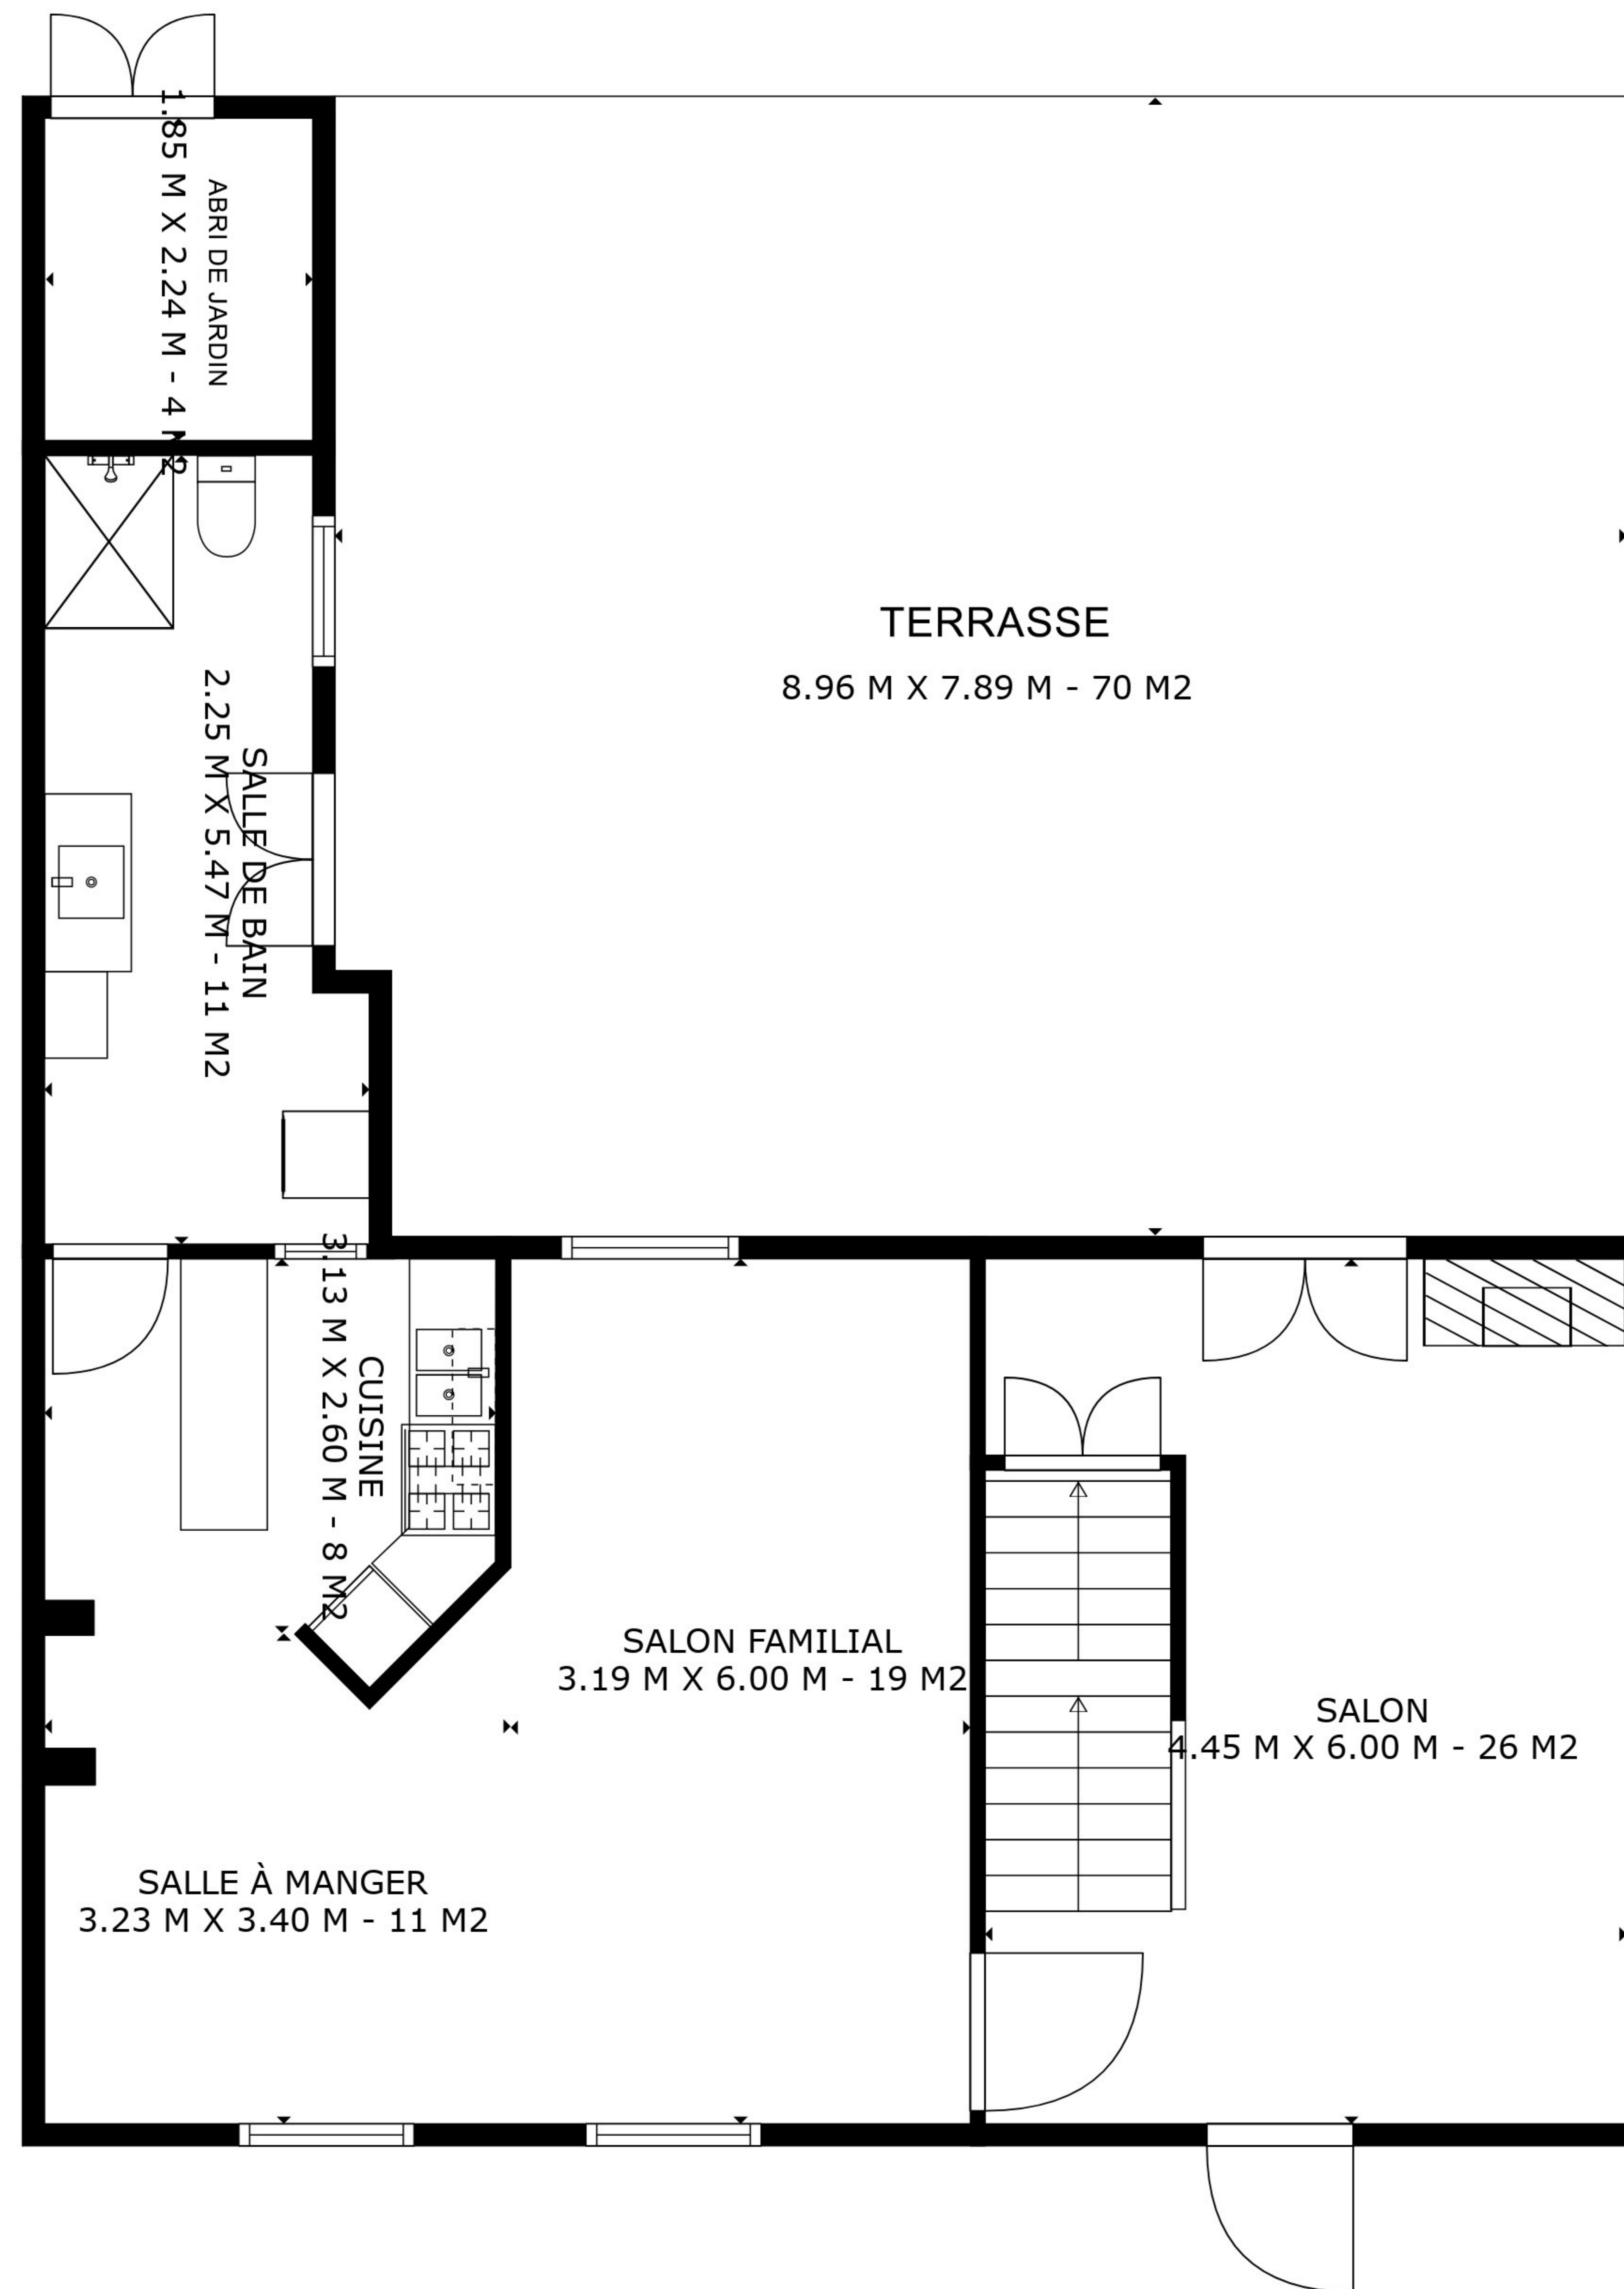 ABRI DE JARDIN
1.85 M X 2.24 M - 4 M2
TERRASSE
8.96 M X 7.89 M - 70 M2
SALLE DE BAIN
2.25 M X 5.47 M - 11 M2
CUISINE
3.13 M X 2.60 M - 8 M2
SALON FAMILIAL
3.19 M X 6.00 M - 19 M2
SALON
4.45 M X 6.00 M - 26 M2
SALLE À MANGER
3.23 M X 3.40 M - 11 M2